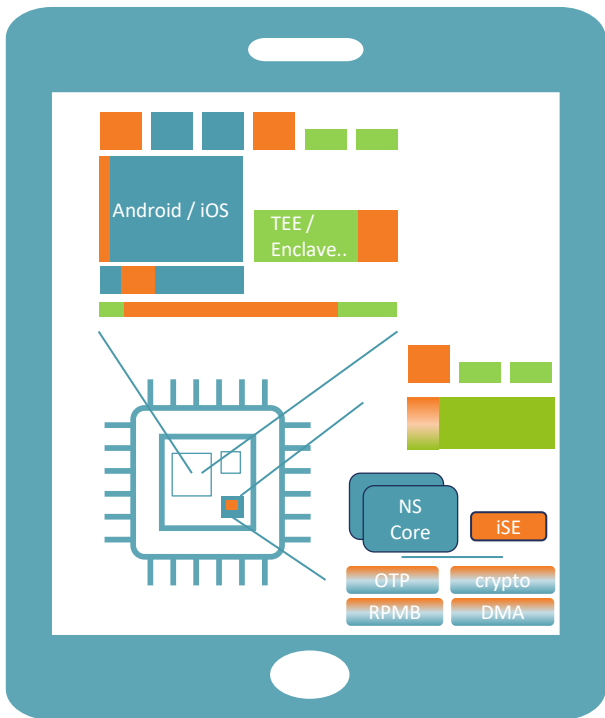 Android / iOS
TEE /
Enclave..
NS
Core
iSE
OTP
crypto
RPMB
DMA